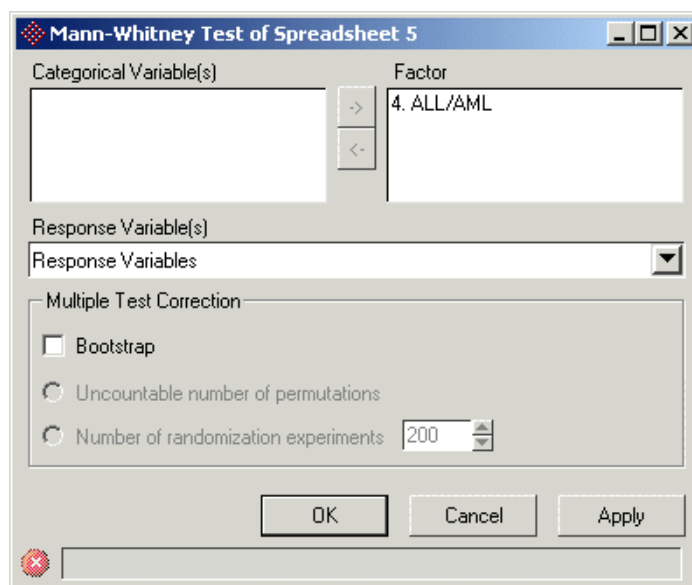 Mann-Whitney Test of Spreadsheet 5
Categorical Variable(s)
Factor
->
4. ALL/AML
<-
Response Variable(s)
Response Variables
Multiple Test Correction
Bootstrap
Uncountable number of permutations
Number of randomization experiments 200
OK Cancel Apply